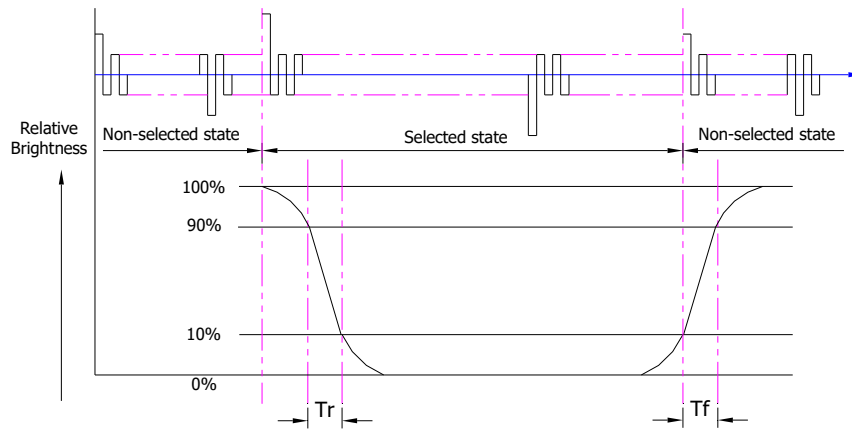 Relative
Brightness
Non-selected state
Selected state
Non-selected state
100%
90%
10%
0%
Tr
Tf